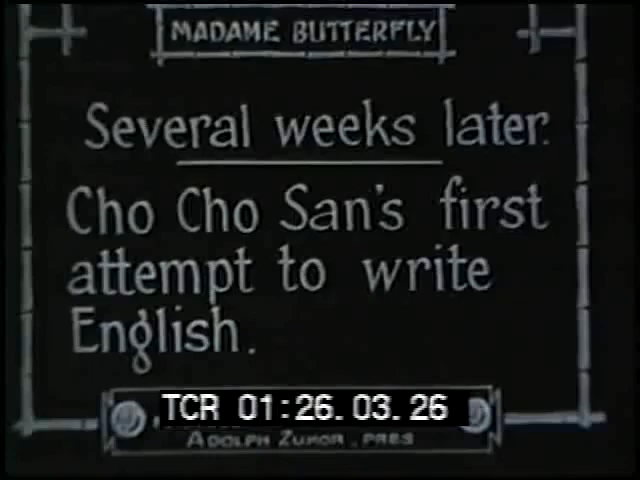 MADAME BUTTERFLY
Several weeks later.
Cho Cho San's first
attempt to write
English.
TCR 01:26.03.26
ADOLPH ZUKOR, PRES